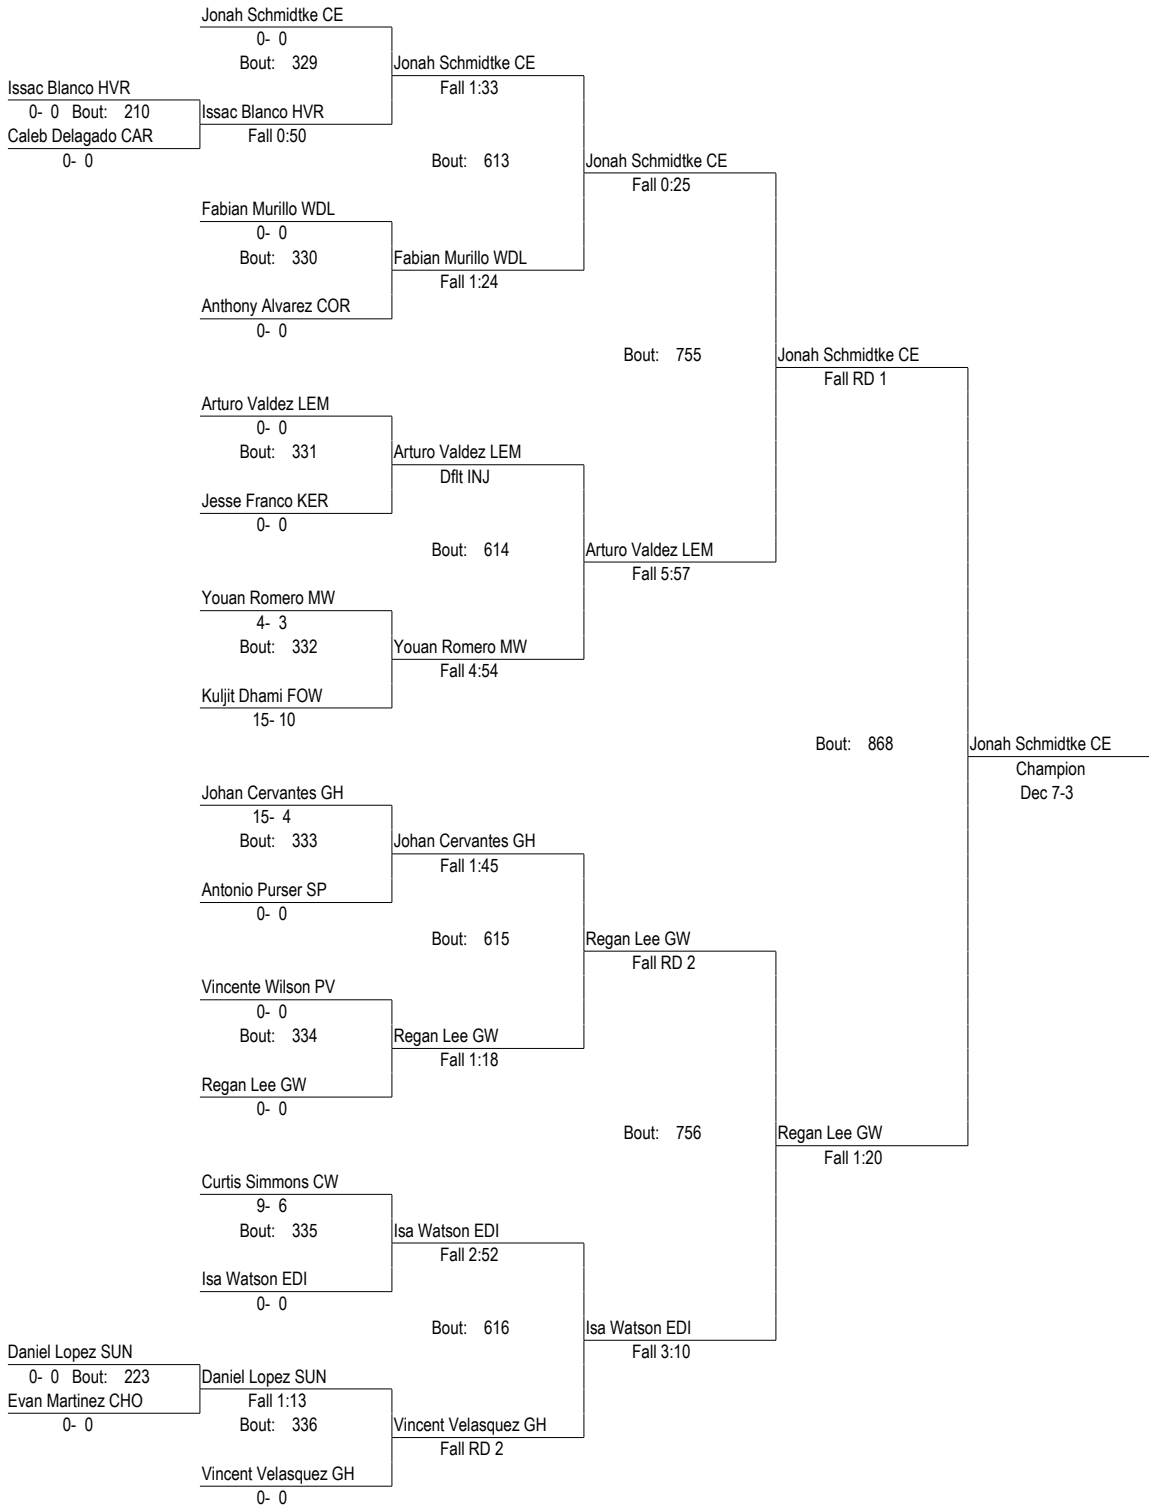 Jonah Schmidtke CE
0- 0
Bout: 329
Jonah Schmidtke CE
Fall 1:33
Issac Blanco HVR
0- 0 Bout: 210
Issac Blanco HVR
Caleb Delagado CAR
Fall 0:50
0- 0
Bout: 613
Jonah Schmidtke CE
Fall 0:25
Fabian Murillo WDL
0- 0
Bout: 330
Fabian Murillo WDL
Fall 1:24
Anthony Alvarez COR
0- 0
Bout: 755
Jonah Schmidtke CE
Fall RD 1
Arturo Valdez LEM
0- 0
Bout: 331
Arturo Valdez LEM
Dflt INJ
Jesse Franco KER
0- 0
Bout: 614
Arturo Valdez LEM
Fall 5:57
Youan Romero MW
4- 3
Bout: 332
Youan Romero MW
Fall 4:54
Kuljit Dhami FOW
15- 10
Bout: 868
Jonah Schmidtke CE
Champion
Dec 7-3
Johan Cervantes GH
15- 4
Bout: 333
Johan Cervantes GH
Fall 1:45
Antonio Purser SP
0- 0
Bout: 615
Regan Lee GW
Fall RD 2
Vincente Wilson PV
0- 0
Bout: 334
Regan Lee GW
Fall 1:18
Regan Lee GW
0- 0
Bout: 756
Regan Lee GW
Fall 1:20
Curtis Simmons CW
9- 6
Bout: 335
Isa Watson EDI
Fall 2:52
Isa Watson EDI
0- 0
Bout: 616
Isa Watson EDI
Fall 3:10
Daniel Lopez SUN
0- 0 Bout: 223
Daniel Lopez SUN
Evan Martinez CHO
Fall 1:13
0- 0
Bout: 336
Vincent Velasquez GH
Fall RD 2
Vincent Velasquez GH
0- 0